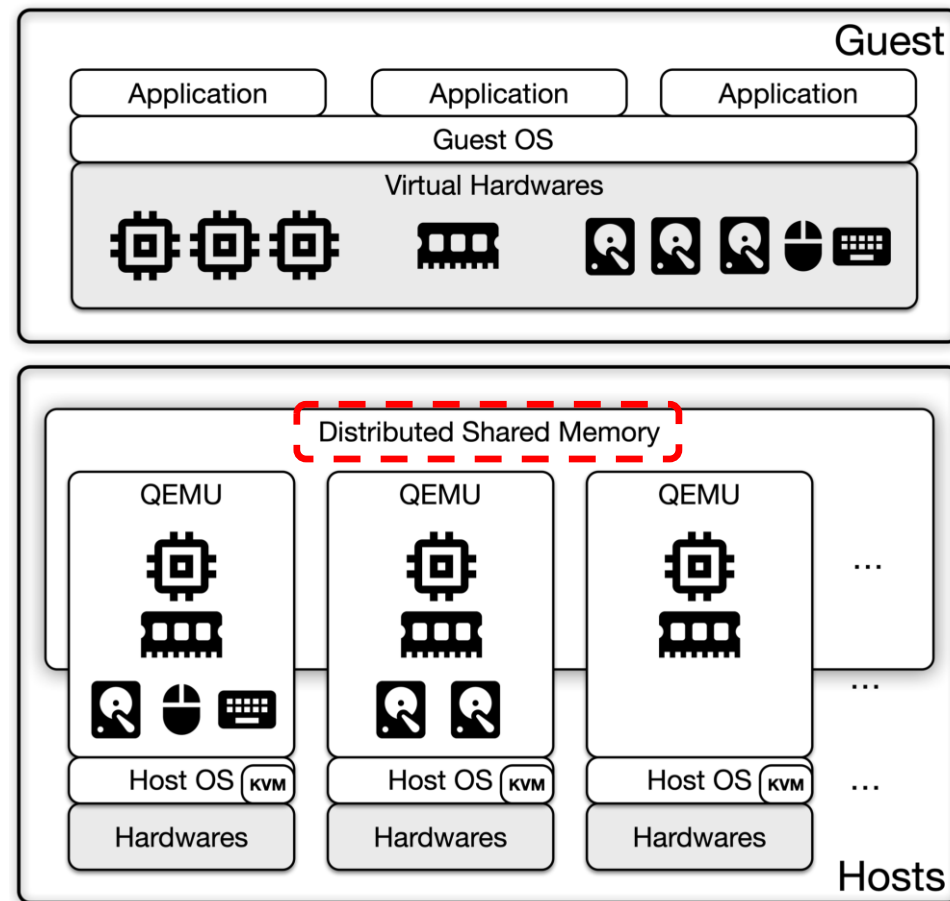 Guest
Application Application Application
Guest OS
Virtual Hardwares
Distributed Shared Memory
QEMU QEMU QEMU
...
...
Host OS KVM Host OS KVM Host OS KVM ...
Hardwares Hardwares Hardwares
Hosts